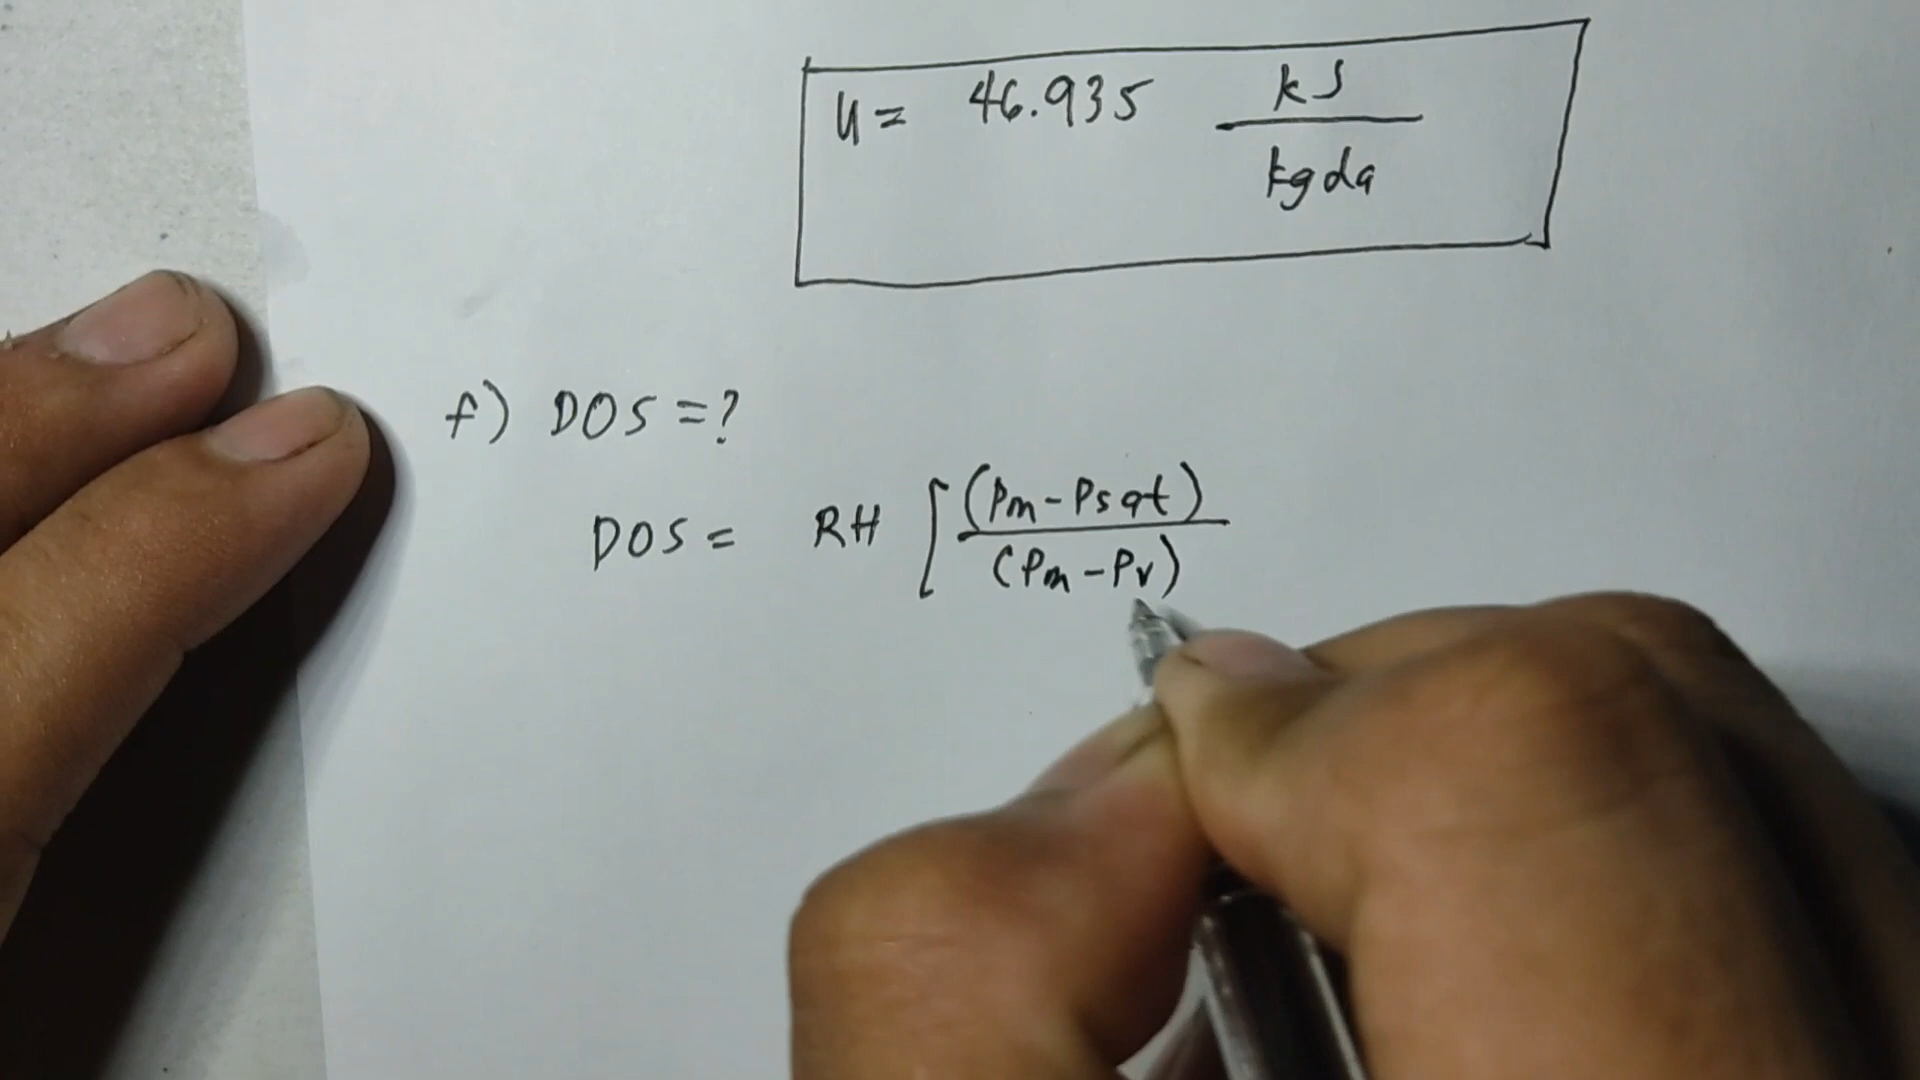 u = 46.935 kJ / kgda
f) DOS = ?
DOS = RH [ (Pm - Psat) / (Pm - Pv)